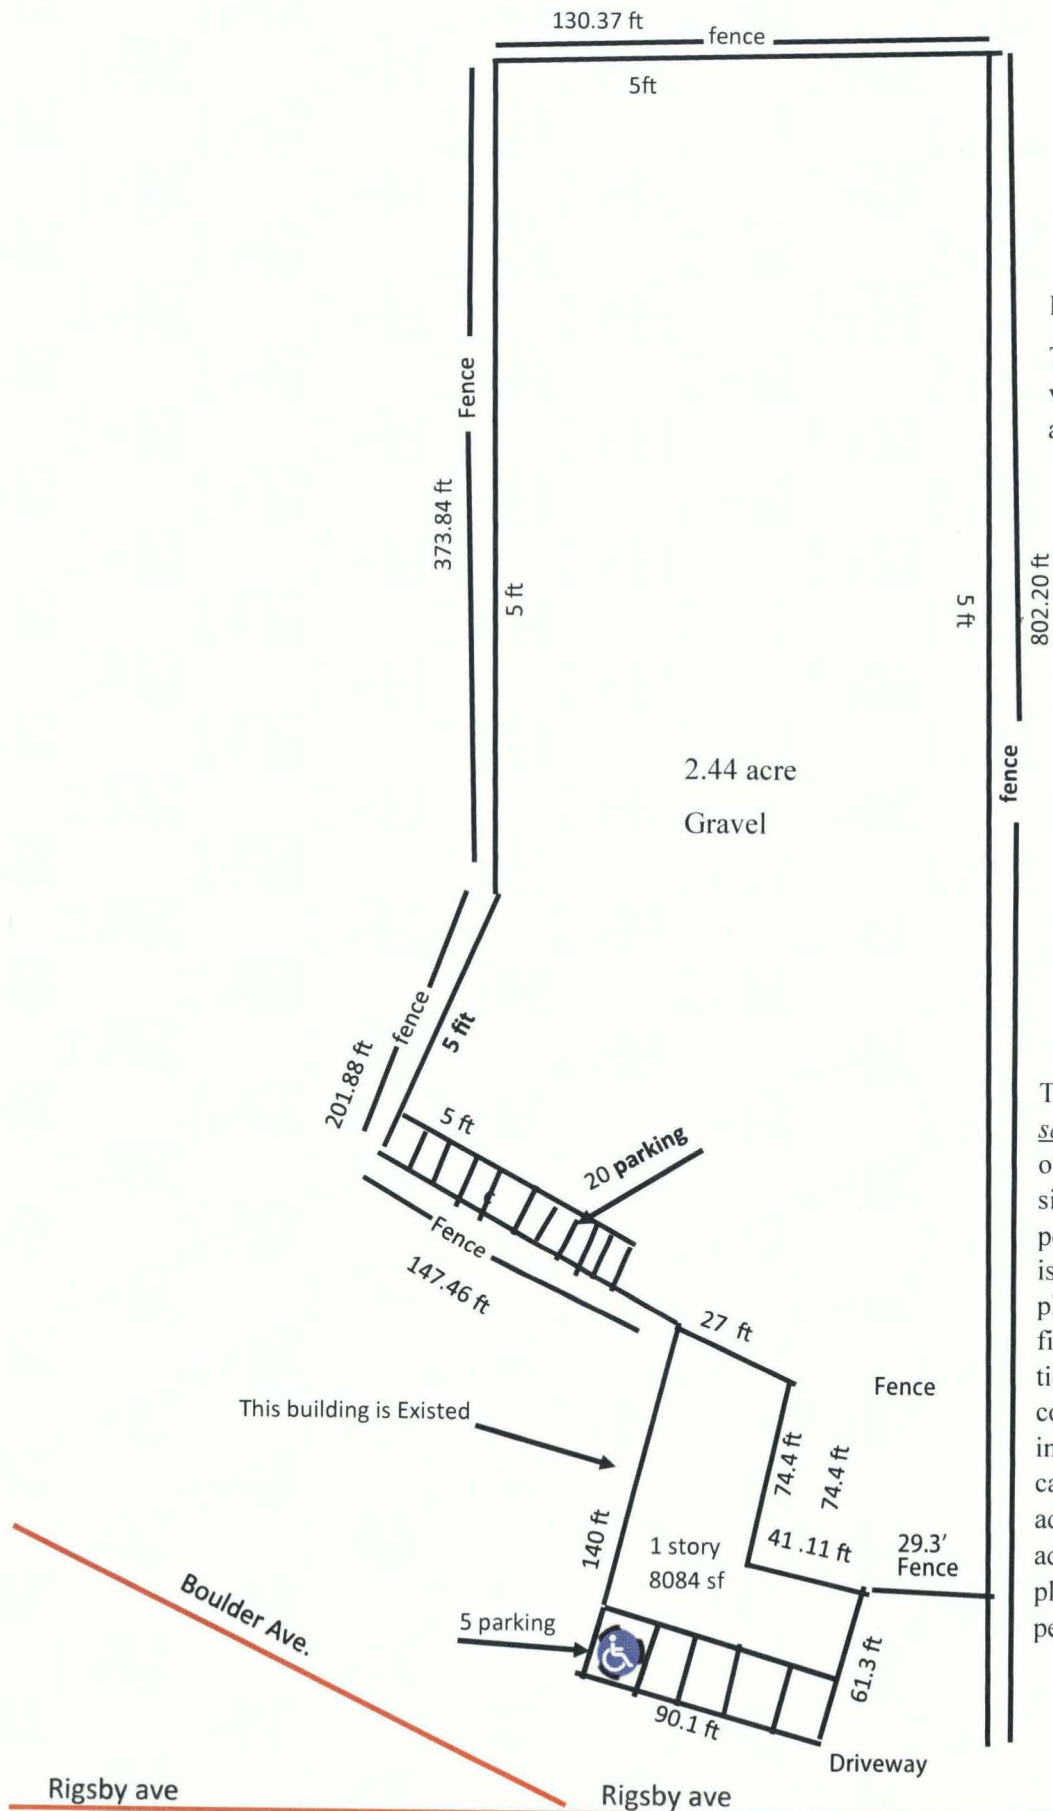 130.37 ft
fence
5ft
Fence
373.84 ft
5 ft
5 ft
802.20 ft
fence
2.44 acre
Gravel
fence
201.88 ft
5 fit
5 ft
20 parking
Fence
147.46 ft
27 ft
Fence
This building is Existed
74.4 ft
74.4 ft
140 ft
1 story
8084 sf
41 .11 ft
29.3'
Fence
5 parking
61.3 ft
90.1 ft
Driveway
Boulder Ave.
Rigsby ave
Rigsby ave